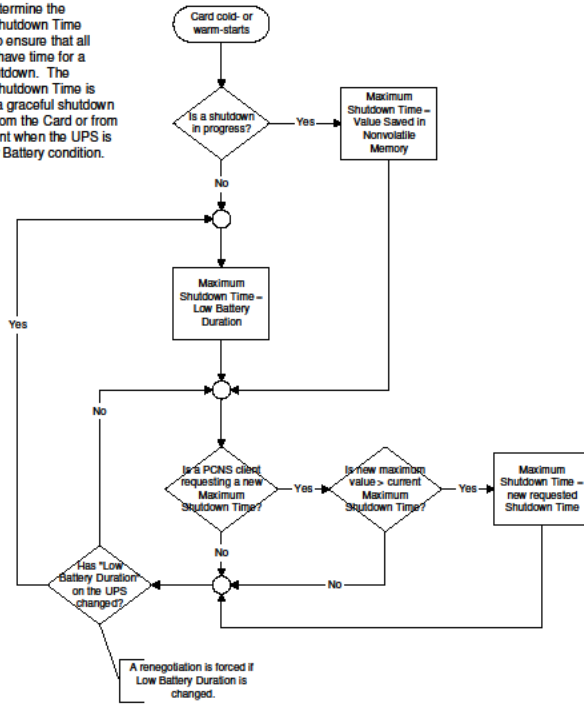 termine the
hutdown Time
o ensure that all
have time for a
tdown. The
hutdown Time is
a graceful shutdown
om the Card or from
nt when the UPS is
Battery condition.
Card cold- or
warm-starts
Is a shutdown
in progress?
Yes
Maximum
Shutdown Time –
Value Saved in
Nonvolatile
Memory
No
Maximum
Shutdown Time –
Low Battery
Duration
Yes
No
Is a PCNS client
requesting a new
Maximum
Shutdown Time?
Yes
Is new maximum
value > current
Maximum
Shutdown Time?
Yes
Maximum
Shutdown Time –
new requested
Shutdown Time
No
No
Has "Low
Battery Duration"
on the UPS
changed?
A renegotiation is forced if
Low Battery Duration is
changed.